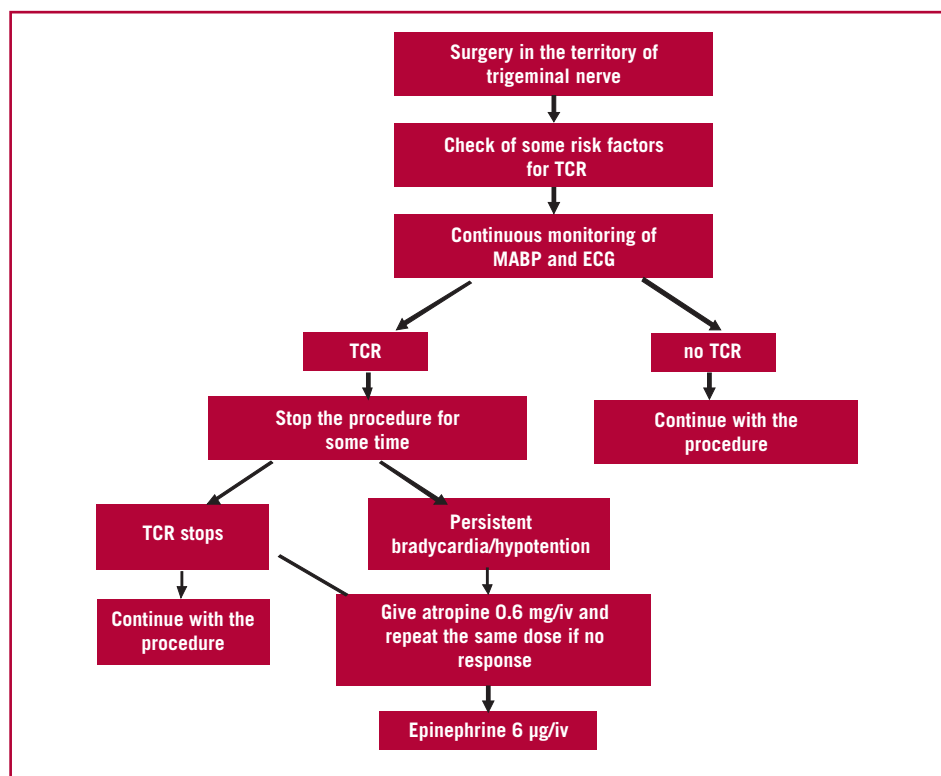 Surgery in the territory of
trigeminal nerve
Check of some risk factors
for TCR
Continuous monitoring of
MABP and ECG
TCR
no TCR
Stop the procedure for
some time
Continue with the
procedure
TCR stops
Persistent
bradycardia/hypotention
Continue with the
procedure
Give atropine 0.6 mg/iv and
repeat the same dose if no
response
Epinephrine 6 µg/iv